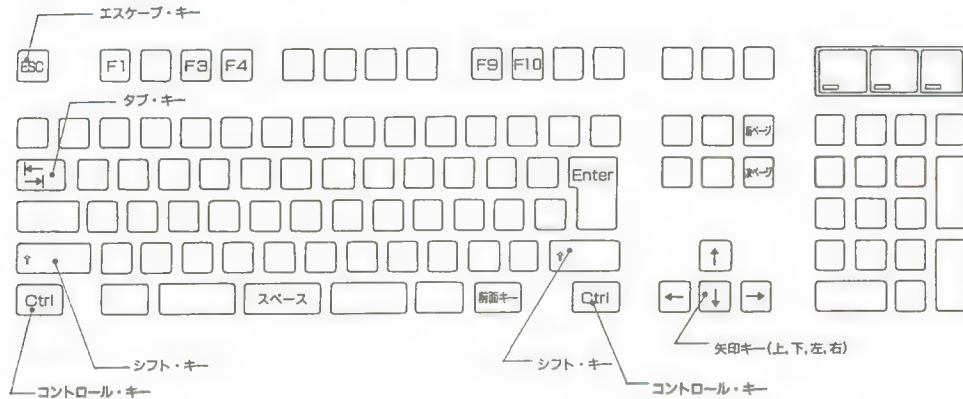 エスケープ・キー
ESC F1 F3 F4 F9 F10
タブ・キー
前ページ
Enter 次ページ
⇧ ⇧ ↑
Ctrl スペース 前面キー Ctrl ← ↓ →
矢印キー(上,下,左,右)
シフト・キー シフト・キー
コントロール・キー コントロール・キー